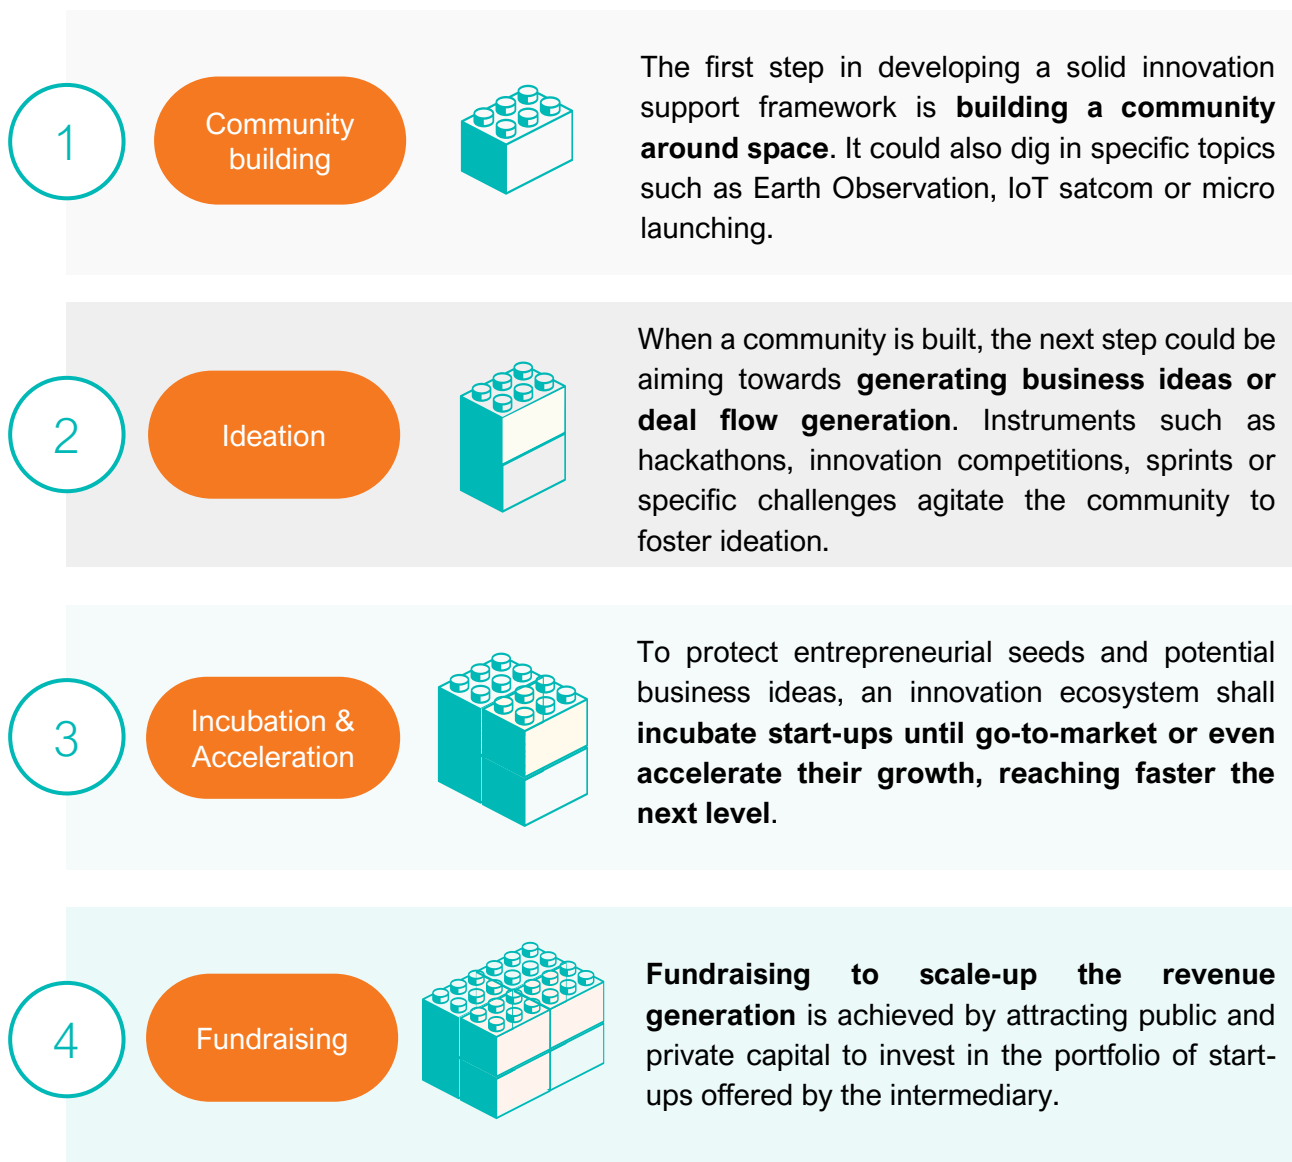 1
Community
building
The first step in developing a solid innovation
support framework is building a community
around space. It could also dig in specific topics
such as Earth Observation, IoT satcom or micro
launching.
2
Ideation
When a community is built, the next step could be
aiming towards generating business ideas or
deal flow generation. Instruments such as
hackathons, innovation competitions, sprints or
specific challenges agitate the community to
foster ideation.
3
Incubation &
Acceleration
To protect entrepreneurial seeds and potential
business ideas, an innovation ecosystem shall
incubate start-ups until go-to-market or even
accelerate their growth, reaching faster the
next level.
4
Fundraising
Fundraising to scale-up the revenue
generation is achieved by attracting public and
private capital to invest in the portfolio of start-
ups offered by the intermediary.